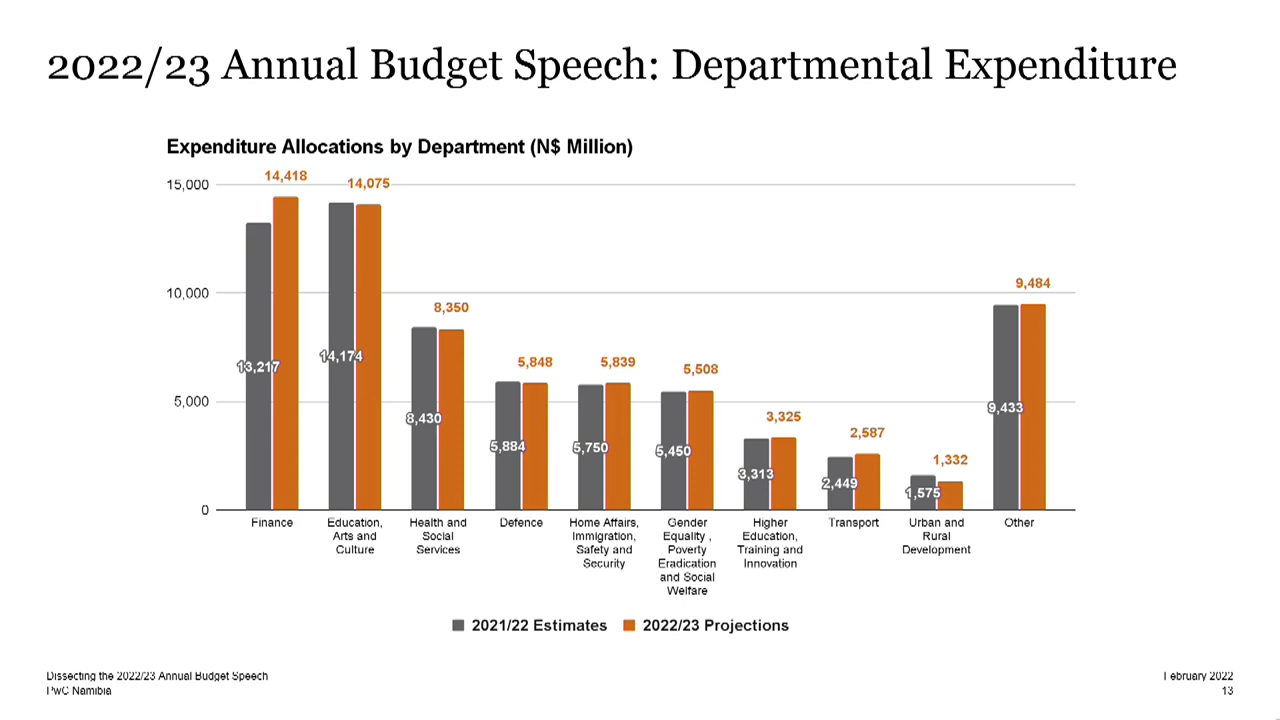 2022/23 Annual Budget Speech: Departmental Expenditure
Expenditure Allocations by Department (N$ Million)
15,000
10,000
5,000
0
14,418
14,075
8,350
5,848
5,839
5,508
3,325
2,587
1,332
9,484
13,217
14,174
8,430
5,884
5,750
5,450
3,313
2,449
1,575
9,433
Finance
Education,
Arts and
Culture
Health and
Social
Services
Defence
Home Affairs,
Immigration,
Safety and
Security
Gender
Equality ,
Poverty
Eradication
and Social
Welfare
Higher
Education,
Training and
Innovation
Transport
Urban and
Rural
Development
Other
2021/22 Estimates
2022/23 Projections
Dissecting the 2022/23 Annual Budget Speech
PwC Namibia
February 2022
13